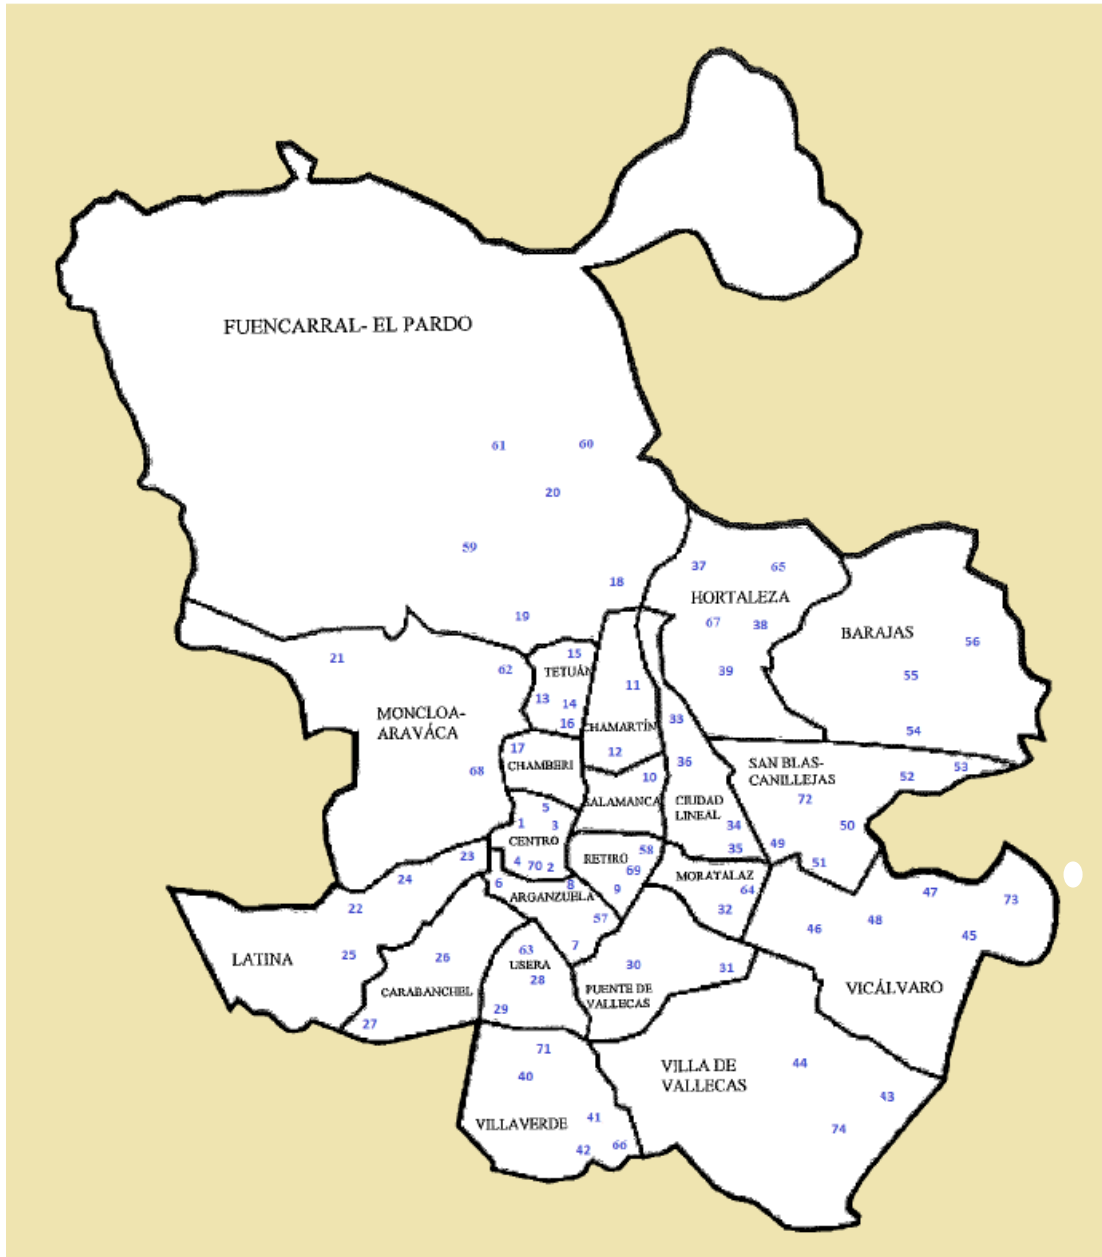 FUENCARRAL- EL PARDO
61
60
20
59
18
37
65
HORTALEZA
19
67
38
BARAJAS
56
21
62
15
TETUÁN
39
55
13
14
11
16
33
MONCLOA-
ARAVÁCA
CHAMARTÍN
54
17
12
36
CHAMBERI
68
10
SAN BLAS-
CANILLEJAS
53
52
72
5
SALAMANCA
CIUDAD
LINEAL
1
3
34
50
CENTRO
49
23
4
70
2
RETIRO
58
35
51
69
MORATALAZ
24
6
8
9
64
47
73
ARGANZUELA
22
32
57
48
46
45
25
26
63
7
LATINA
USERA
30
31
28
CARABANCHEL
PUENTE DE
VALLECAS
VICÁLVARO
27
29
71
44
VILLA DE
VALLECAS
40
43
41
VILLAVERDE
74
42
66